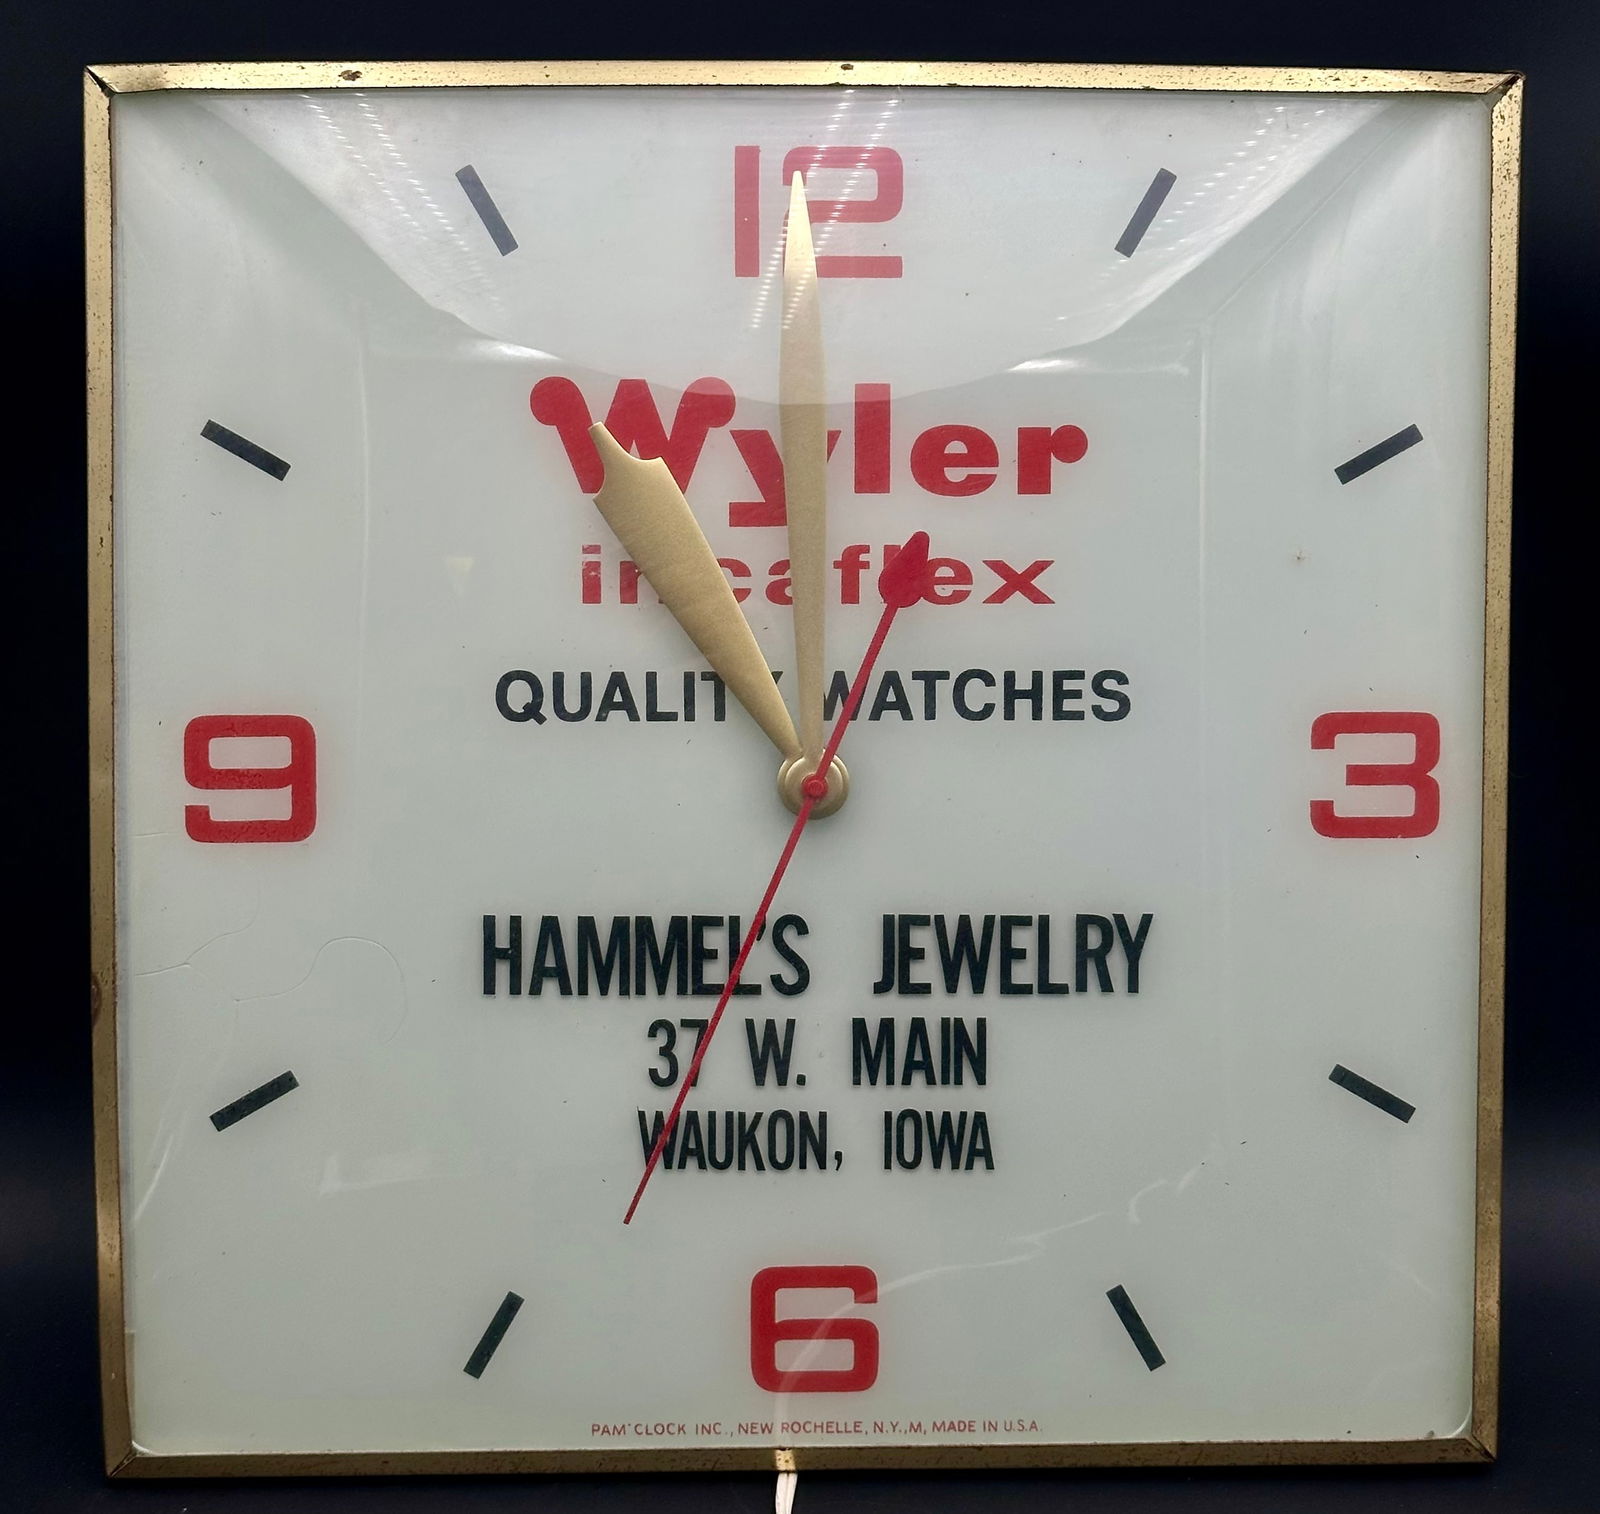 12
Wyler
incaflex
QUALITY WATCHES
9 3
HAMMEL'S JEWELRY
37 W. MAIN
WAUKON, IOWA
6
PAM CLOCK INC., NEW ROCHELLE, N.Y., M, MADE IN U.S.A.